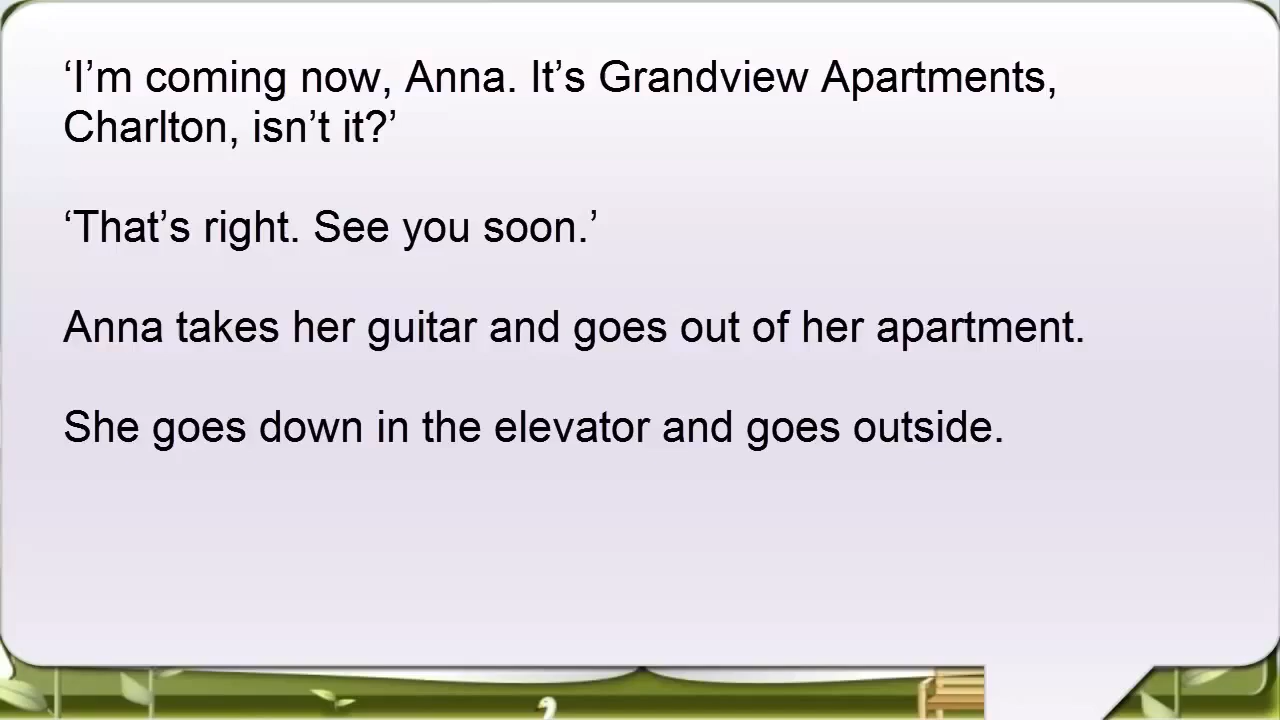 ‘I’m coming now, Anna. It’s Grandview Apartments,
Charlton, isn’t it?’
‘That’s right. See you soon.’
Anna takes her guitar and goes out of her apartment.
She goes down in the elevator and goes outside.